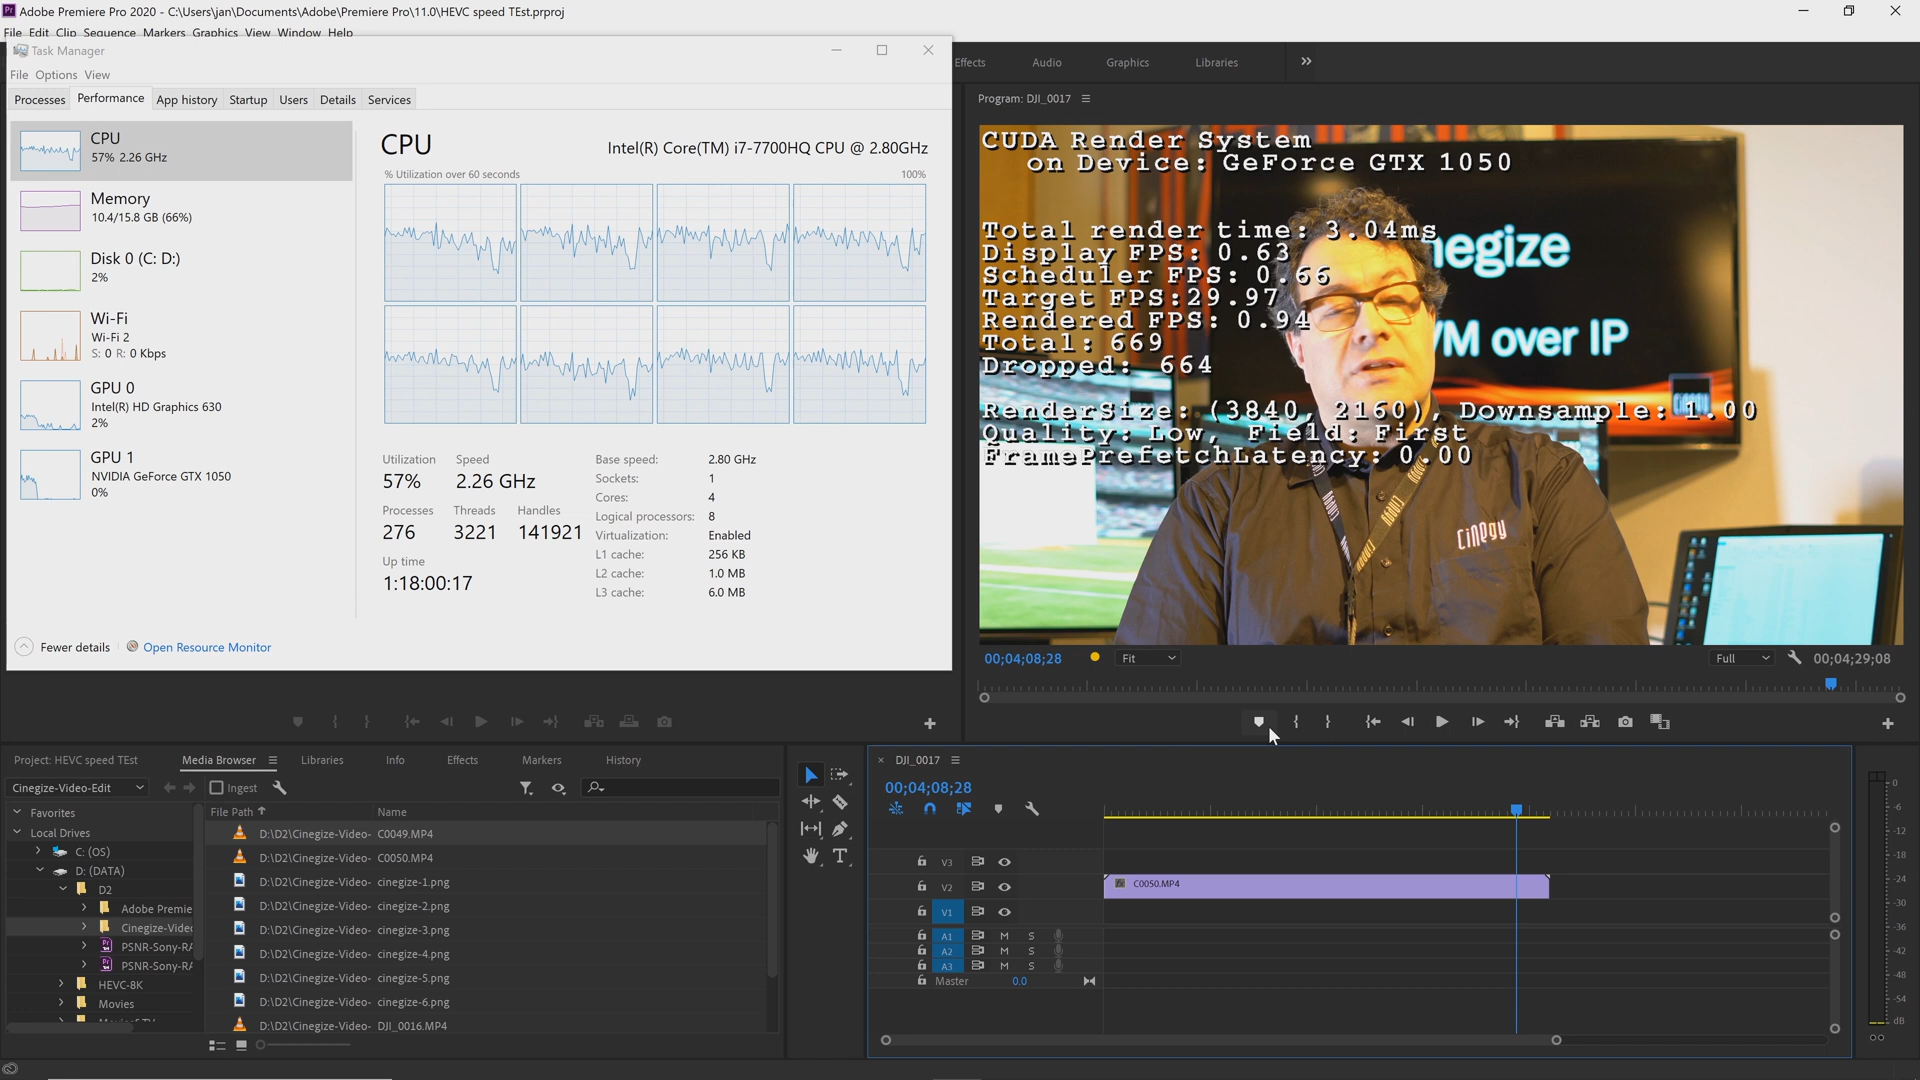 Adobe Premiere Pro 2020 - C:\Users\jan\Documents\Adobe\Premiere Pro\11.0\HEVC speed TEst.prproj
File Edit Clip Sequence Markers Graphics View Window Help
Task Manager
File Options View
Processes Performance App history Startup Users Details Services
CPU
57% 2.26 GHz
Memory
10.4/15.8 GB (66%)
Disk 0 (C: D:)
2%
Wi-Fi
Wi-Fi 2
S: 0 R: 0 Kbps
GPU 0
Intel(R) HD Graphics 630
2%
GPU 1
NVIDIA GeForce GTX 1050
0%
CPU
Intel(R) Core(TM) i7-7700HQ CPU @ 2.80GHz
% Utilization over 60 seconds 100%
Utilization Speed
57% 2.26 GHz
Processes Threads Handles
276 3221 141921
Up time
1:18:00:17
Base speed: 2.80 GHz
Sockets: 1
Cores: 4
Logical processors: 8
Virtualization: Enabled
L1 cache: 256 KB
L2 cache: 1.0 MB
L3 cache: 6.0 MB
Fewer details Open Resource Monitor
Effects Audio Graphics Libraries
Program: DJI_0017
CUDA Render System
on Device: GeForce GTX 1050
Total render time: 3.04ms
Display FPS: 0.63
Scheduler FPS: 0.66
Target FPS:29.97
Rendered FPS: 0.94
Total: 669
Dropped: 664
RenderSize: (3840, 2160), Downsample: 1.00
Quality: Low, Field: First
FramePrefetchLatency: 0.00
negize
VM over IP
cinegy
00;04;08;28 Fit Full 00;04;29;08
Project: HEVC speed TEst Media Browser Libraries Info Effects Markers History
Cinegize-Video-Edit Ingest
Favorites
Local Drives
C: (OS)
D: (DATA)
D2
Adobe Premie
Cinegize-Video
PSNR-Sony-RA
PSNR-Sony-RA
HEVC-8K
Movies
File Path Name
D:\D2\Cinegize-Video- C0049.MP4
D:\D2\Cinegize-Video- C0050.MP4
D:\D2\Cinegize-Video- cinegize-1.png
D:\D2\Cinegize-Video- cinegize-2.png
D:\D2\Cinegize-Video- cinegize-3.png
D:\D2\Cinegize-Video- cinegize-4.png
D:\D2\Cinegize-Video- cinegize-5.png
D:\D2\Cinegize-Video- cinegize-6.png
D:\D2\Cinegize-Video- DJI_0016.MP4
DJI_0017
00;04;08;28
V3
V2 C0050.MP4
V1
A1 M S
A2 M S
A3 M S
Master 0.0
0
-6
-12
-18
-24
-30
-36
-42
-48
-54
dB